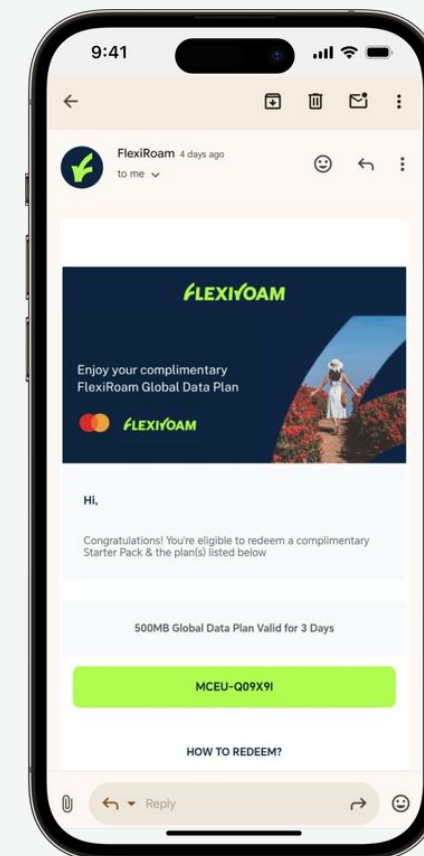 9:41
FlexiRoam 4 days ago
to me
FLEXIROAM
Enjoy your complimentary
FlexiRoam Global Data Plan
FLEXIROAM
Hi,
Congratulations! You're eligible to redeem a complimentary
Starter Pack & the plan(s) listed below
500MB Global Data Plan Valid for 3 Days
MCEU-Q09X9I
HOW TO REDEEM?
Reply